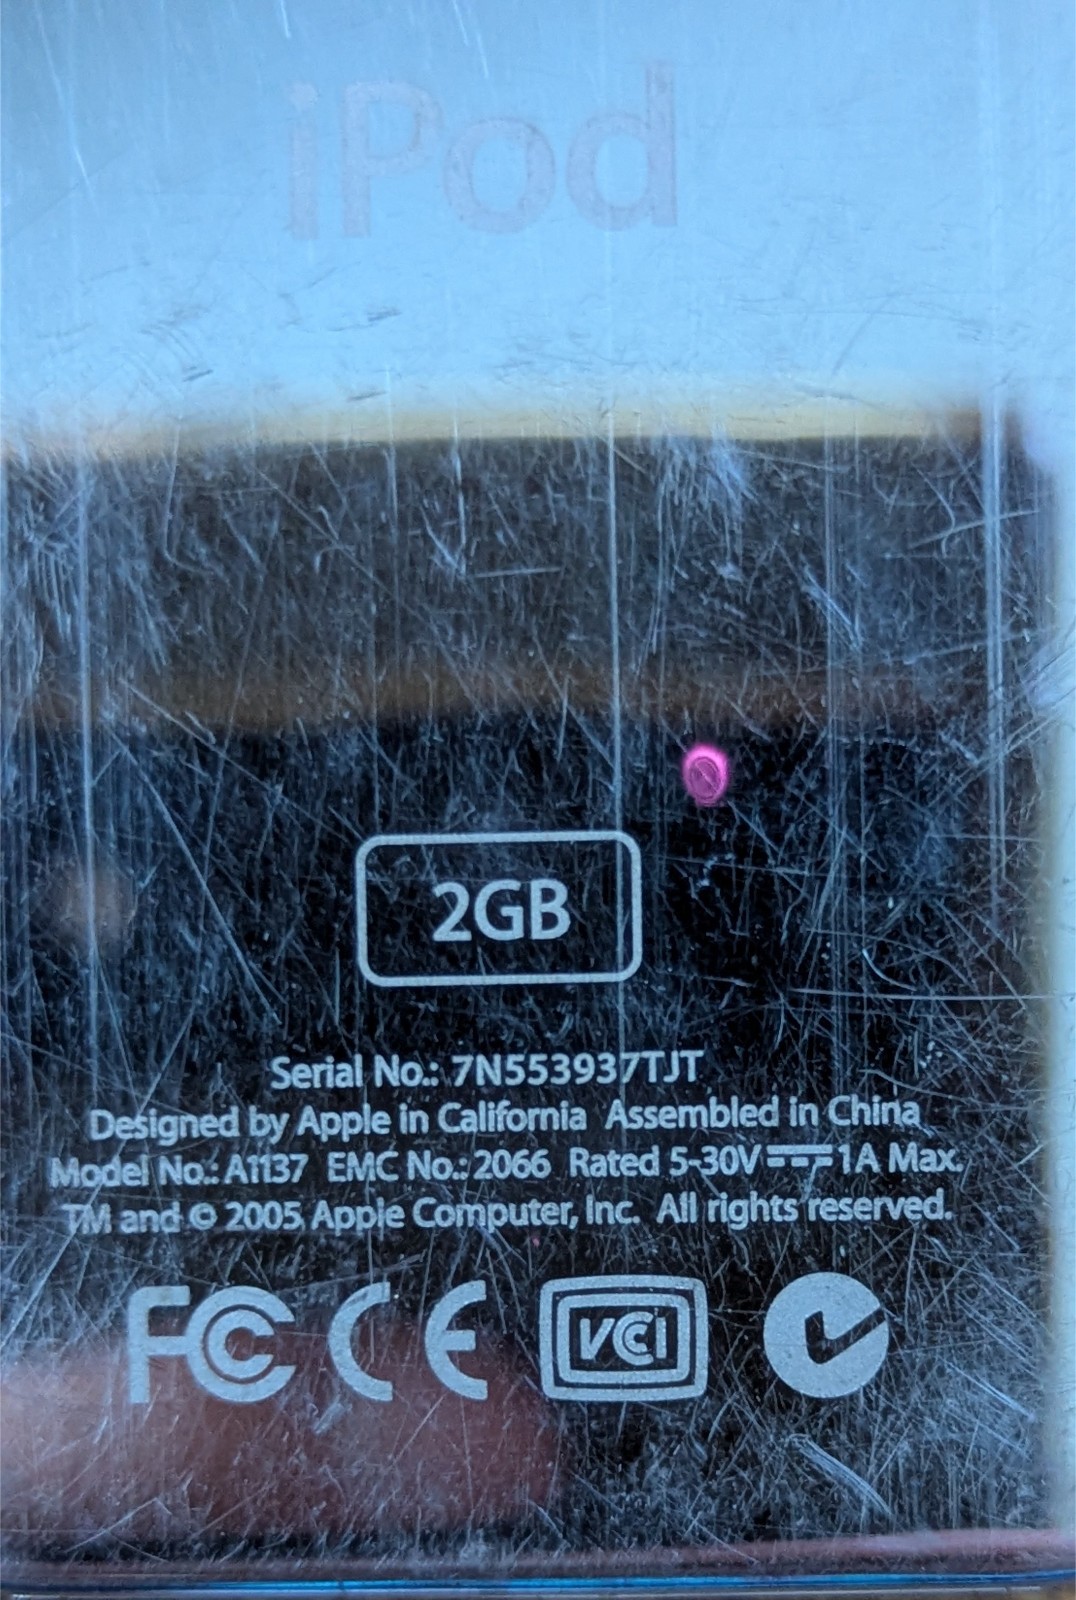 iPod
2GB
Serial No.: 7N553937TJT
Designed by Apple in California Assembled in China
Model No.: A1137 EMC No.: 2066 Rated 5-30V⎓1A Max.
TM and © 2005 Apple Computer, Inc. All rights reserved.
FC CE VCI